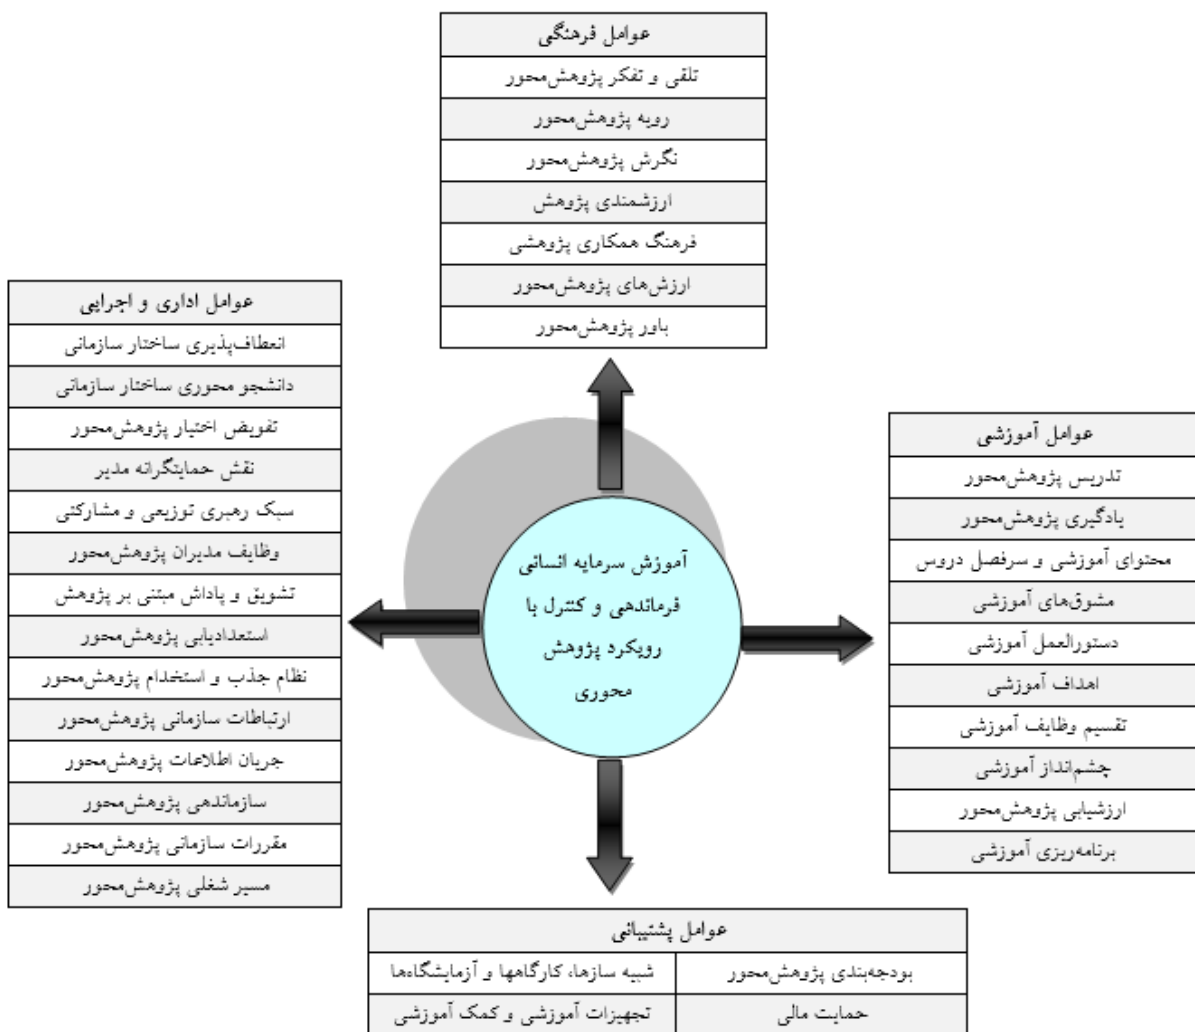 عوامل فرهنگی
تلقی و تفکر پژوهش‌محور
رویه پژوهش‌محور
نگرش پژوهش‌محور
ارزشمندی پژوهش
فرهنگ همکاری پژوهشی
ارزش‌های پژوهش‌محور
باور پژوهش‌محور
عوامل آموزشی
تدریس پژوهش‌محور
یادگیری پژوهش‌محور
محتوای آموزشی و سرفصل دروس
مشوق‌های آموزشی
دستورالعمل آموزشی
اهداف آموزشی
تقسیم وظایف آموزشی
چشم‌انداز آموزشی
ارزشیابی پژوهش‌محور
برنامه‌ریزی آموزشی
آموزش سرمایه انسانی
فرماندهی و کنترل با
رویکرد پژوهش
محوری
عوامل اداری و اجرایی
انعطاف‌پذیری ساختار سازمانی
دانشجو محوری ساختار سازمانی
تفویض اختیار پژوهش‌محور
نقش حمایتگرانه مدیر
سبک رهبری توزیعی و مشارکتی
وظایف مدیران پژوهش‌محور
تشویق و پاداش مبتنی بر پژوهش
استعدادیابی پژوهش‌محور
نظام جذب و استخدام پژوهش‌محور
ارتباطات سازمانی پژوهش‌محور
جریان اطلاعات پژوهش‌محور
سازماندهی پژوهش‌محور
مقررات سازمانی پژوهش‌محور
مسیر شغلی پژوهش‌محور
عوامل پشتیبانی
بودجه‌بندی پژوهش‌محور
شبیه سازها، کارگاهها و آزمایشگاه‌ها
حمایت مالی
تجهیزات آموزشی و کمک آموزشی